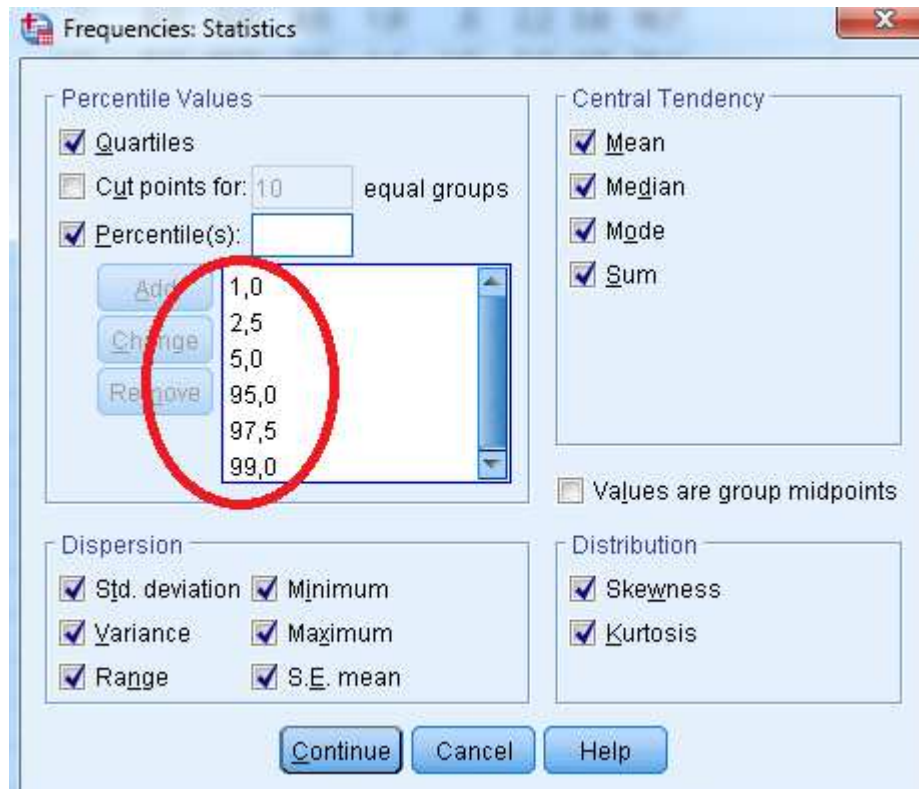 Frequencies: Statistics
Percentile Values
Quartiles
Cut points for: 10 equal groups
Percentile(s):
Add
Change
Remove
1,0
2,5
5,0
95,0
97,5
99,0
Central Tendency
Mean
Median
Mode
Sum
Values are group midpoints
Dispersion
Std. deviation Minimum
Variance Maximum
Range S.E. mean
Distribution
Skewness
Kurtosis
Continue Cancel Help